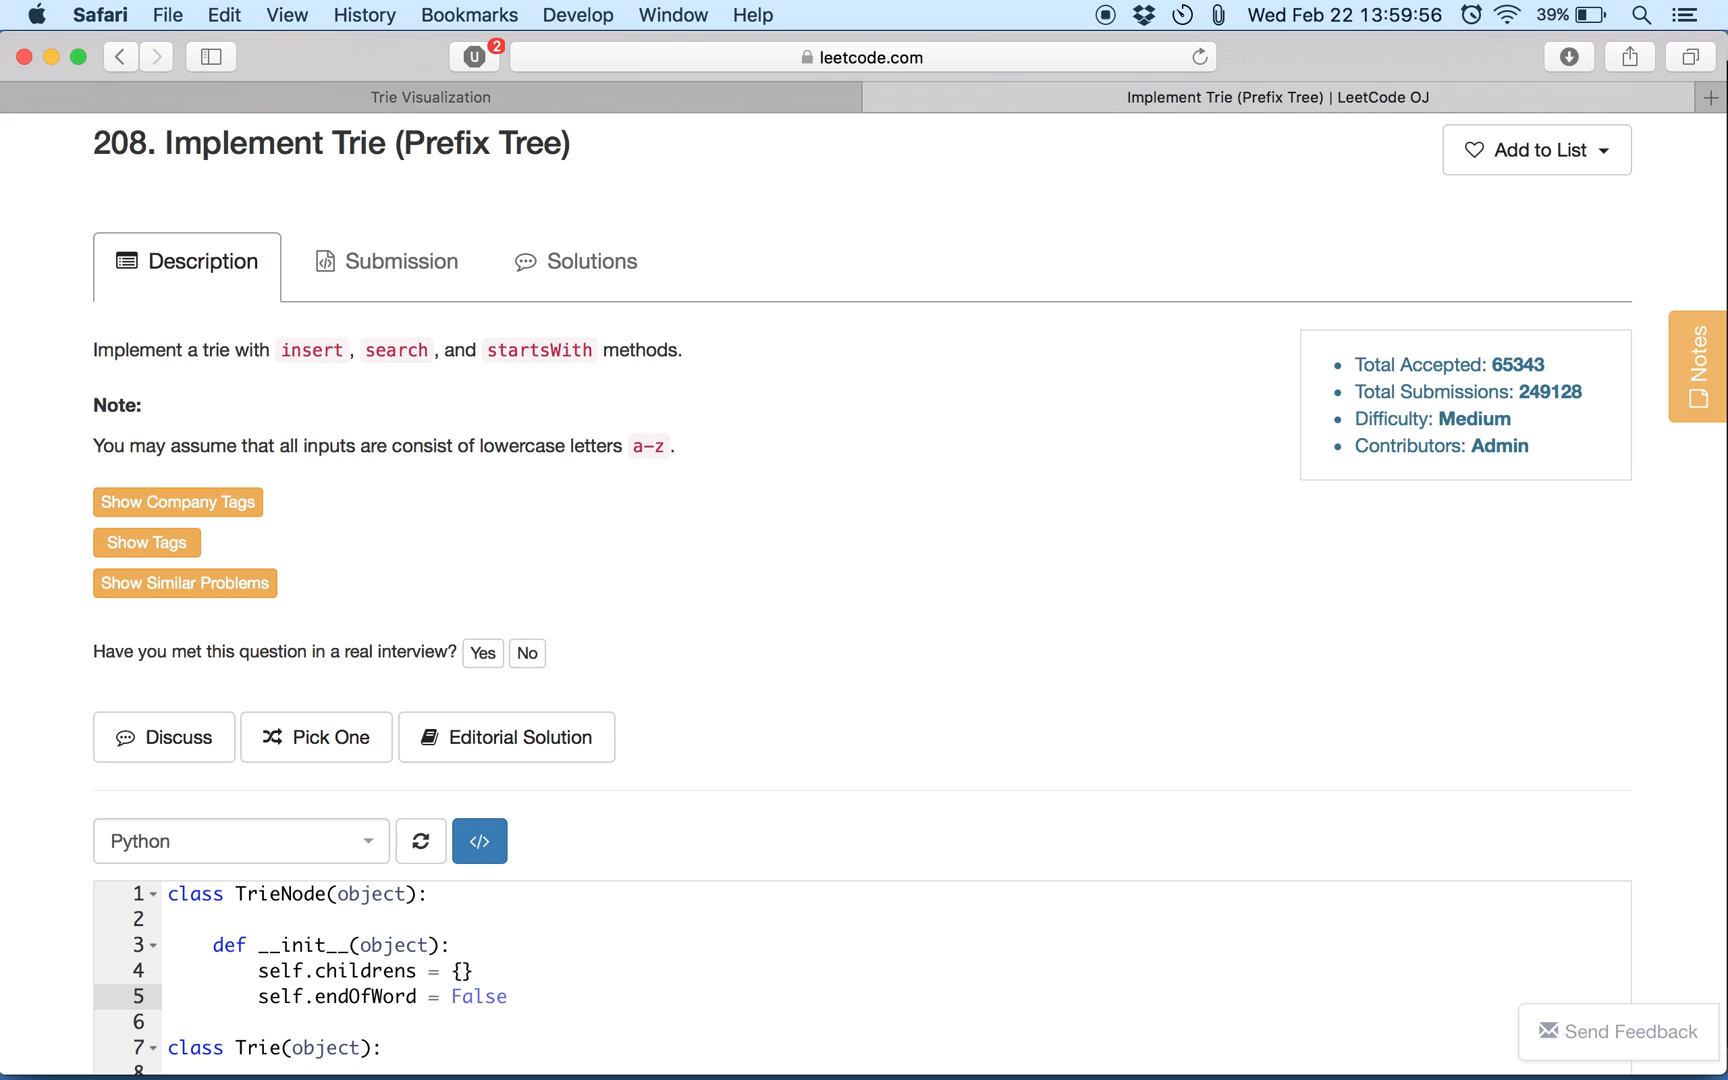 Safari File Edit View History Bookmarks Develop Window Help Wed Feb 22 13:59:56 39%
U 2 leetcode.com
Trie Visualization Implement Trie (Prefix Tree) | LeetCode OJ
208. Implement Trie (Prefix Tree)
Add to List
Description Submission Solutions
Implement a trie with insert, search, and startsWith methods.
Note:
You may assume that all inputs are consist of lowercase letters a-z.
Total Accepted: 65343
Total Submissions: 249128
Difficulty: Medium
Contributors: Admin
Notes
Show Company Tags
Show Tags
Show Similar Problems
Have you met this question in a real interview? Yes No
Discuss Pick One Editorial Solution
Python </>
1 class TrieNode(object):
2
3 def __init__(object):
4 self.childrens = {}
5 self.endOfWord = False
6
7 class Trie(object):
8
Send Feedback